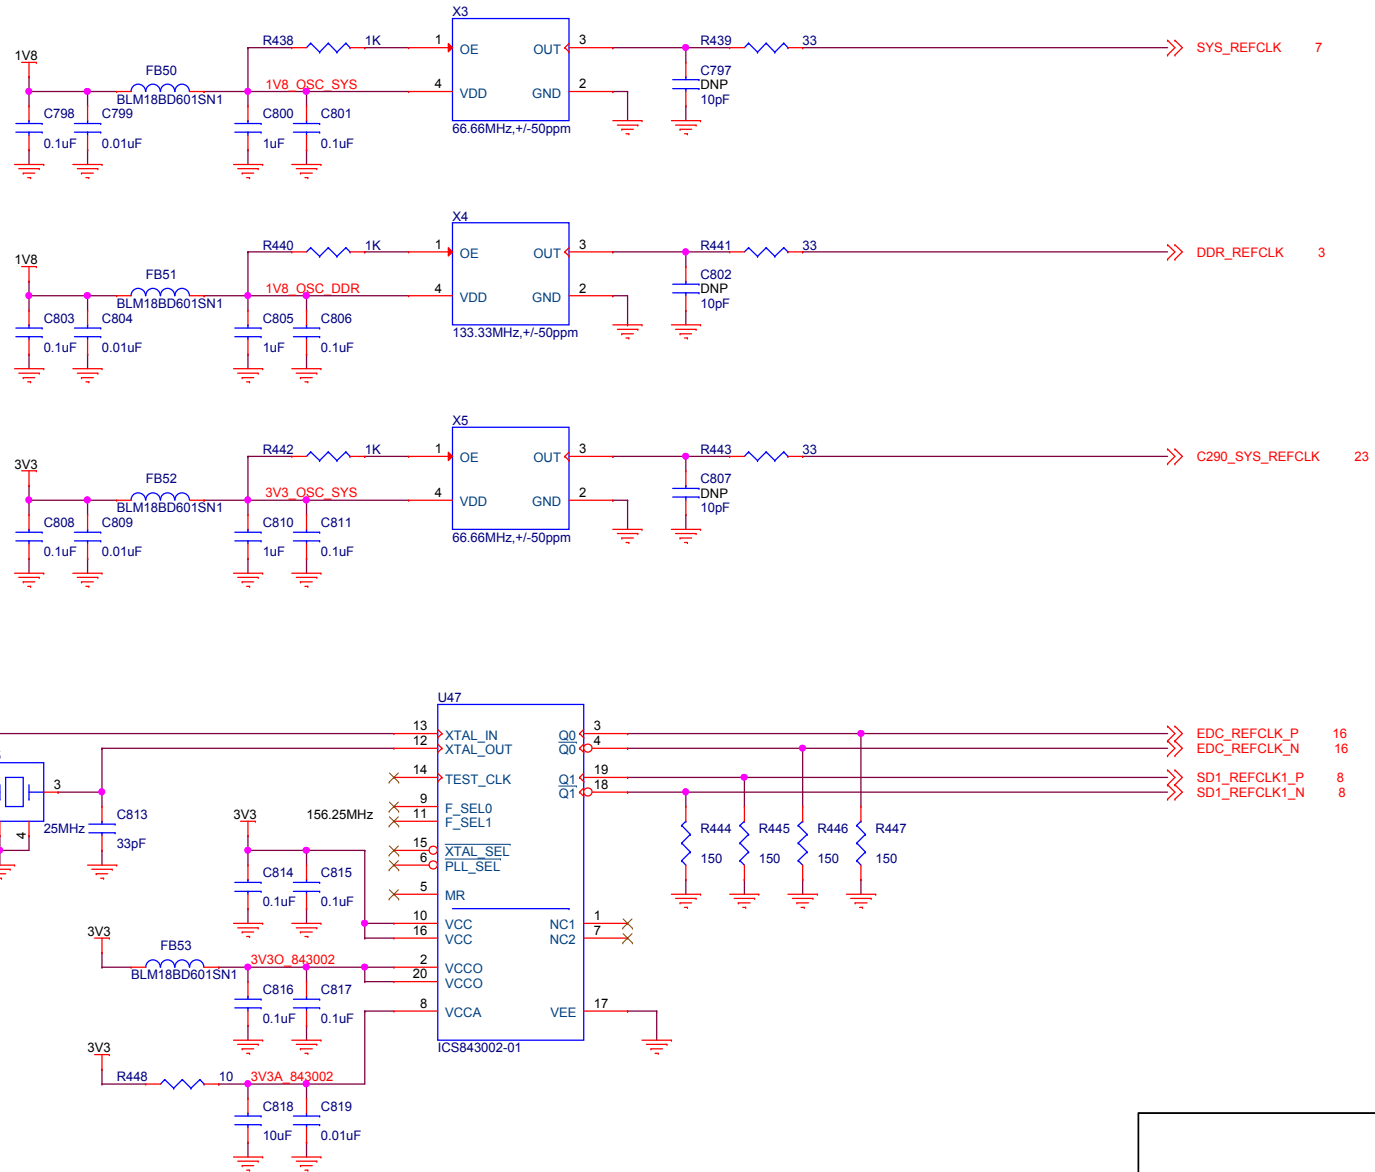 X3
R438 1K 1 OE OUT 3 R439 33 SYS_REFCLK 7
1V8
FB50 C797
1V8_OSC_SYS 4 VDD GND 2 DNP
BLM18BD601SN1 10pF
C798 C799 C800 C801
66.66MHz,+/-50ppm
0.1uF 0.01uF 1uF 0.1uF
X4
R440 1K 1 OE OUT 3 R441 33 DDR_REFCLK 3
1V8
FB51 C802
1V8_OSC_DDR 4 VDD GND 2 DNP
BLM18BD601SN1 10pF
C803 C804 C805 C806
133.33MHz,+/-50ppm
0.1uF 0.01uF 1uF 0.1uF
X5
R442 1K 1 OE OUT 3 R443 33 C290_SYS_REFCLK 23
3V3
FB52 C807
3V3_OSC_SYS 4 VDD GND 2 DNP
BLM18BD601SN1 10pF
C808 C809 C810 C811
66.66MHz,+/-50ppm
0.1uF 0.01uF 1uF 0.1uF
U47
13 XTAL_IN Q0 3 EDC_REFCLK_P 16
12 XTAL_OUT Q0 4 EDC_REFCLK_N 16
14 TEST_CLK Q1 19 SD1_REFCLK1_P 8
3 Q1 18 SD1_REFCLK1_N 8
9 F_SEL0
C813 3V3 156.25MHz 11 F_SEL1
25MHz R444 R445 R446 R447
4 33pF 15 XTAL_SEL
6 PLL_SEL 150 150 150 150
C814 C815
5 MR
0.1uF 0.1uF
10 VCC NC1 1
3V3 16 VCC NC2 7
FB53
3V3O_843002 2 VCCO
BLM18BD601SN1 20 VCCO
C816 C817
8 VCCA VEE 17
0.1uF 0.1uF
3V3 ICS843002-01
R448 10 3V3A_843002
C818 C819
10uF 0.01uF